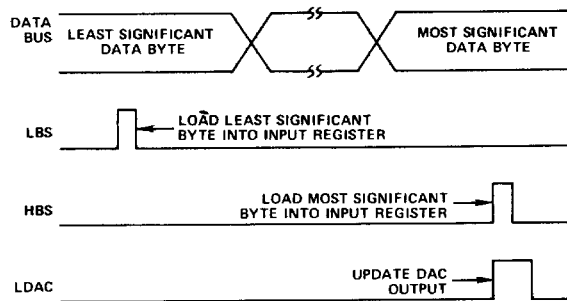 DATA
BUS
LEAST SIGNIFICANT
DATA BYTE
MOST SIGNIFICANT
DATA BYTE
LBS
LOAD LEAST SIGNIFICANT
BYTE INTO INPUT REGISTER
HBS
LOAD MOST SIGNIFICANT
BYTE INTO INPUT REGISTER
LDAC
UPDATE DAC
OUTPUT